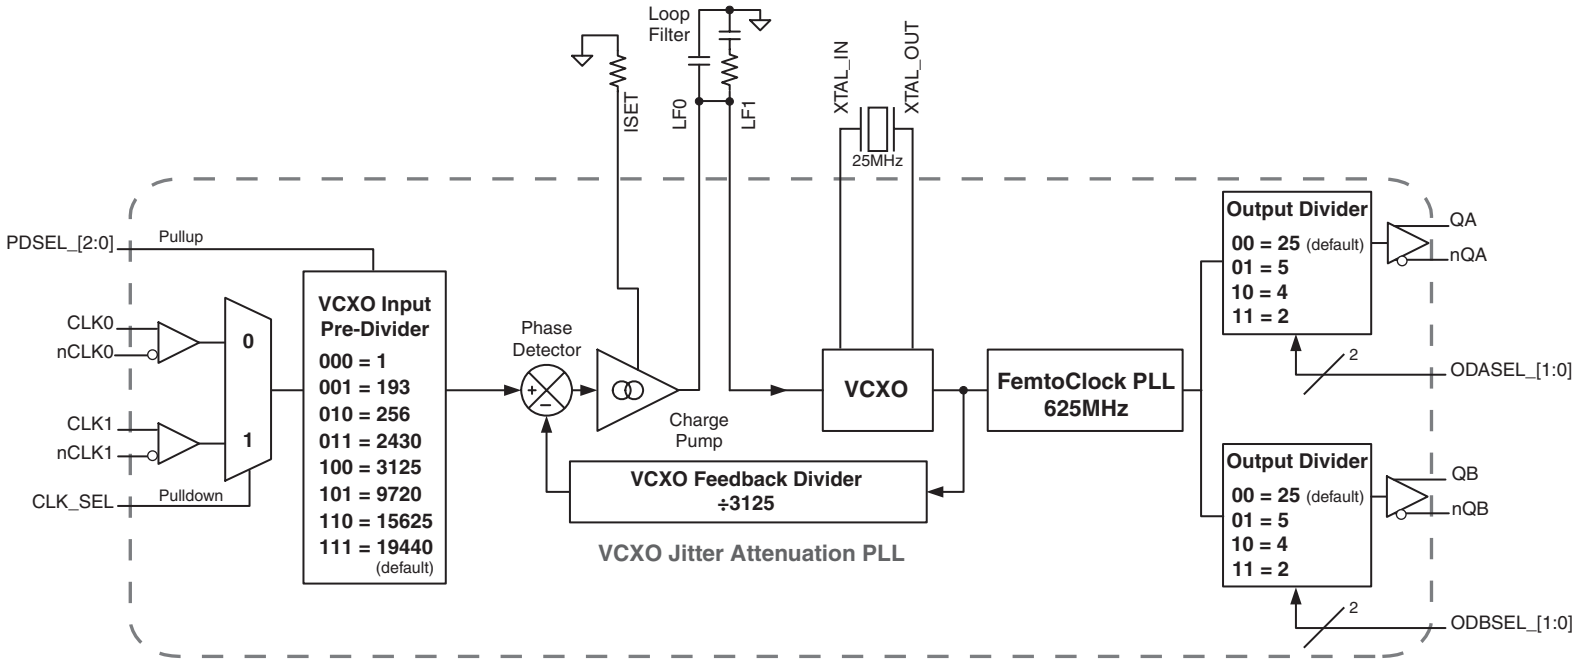 Loop
Filter
ISET
LF0
LF1
XTAL_IN
XTAL_OUT
25MHz
PDSEL_[2:0]
Pullup
CLK0
nCLK0
CLK1
nCLK1
CLK_SEL
Pulldown
0
1
VCXO Input
Pre-Divider
000 = 1
001 = 193
010 = 256
011 = 2430
100 = 3125
101 = 9720
110 = 15625
111 = 19440
(default)
Phase
Detector
+
−
Charge
Pump
VCXO
VCXO Feedback Divider
÷3125
VCXO Jitter Attenuation PLL
FemtoClock PLL
625MHz
Output Divider
00 = 25 (default)
01 = 5
10 = 4
11 = 2
QA
nQA
2
ODASEL_[1:0]
Output Divider
00 = 25 (default)
01 = 5
10 = 4
11 = 2
QB
nQB
2
ODBSEL_[1:0]